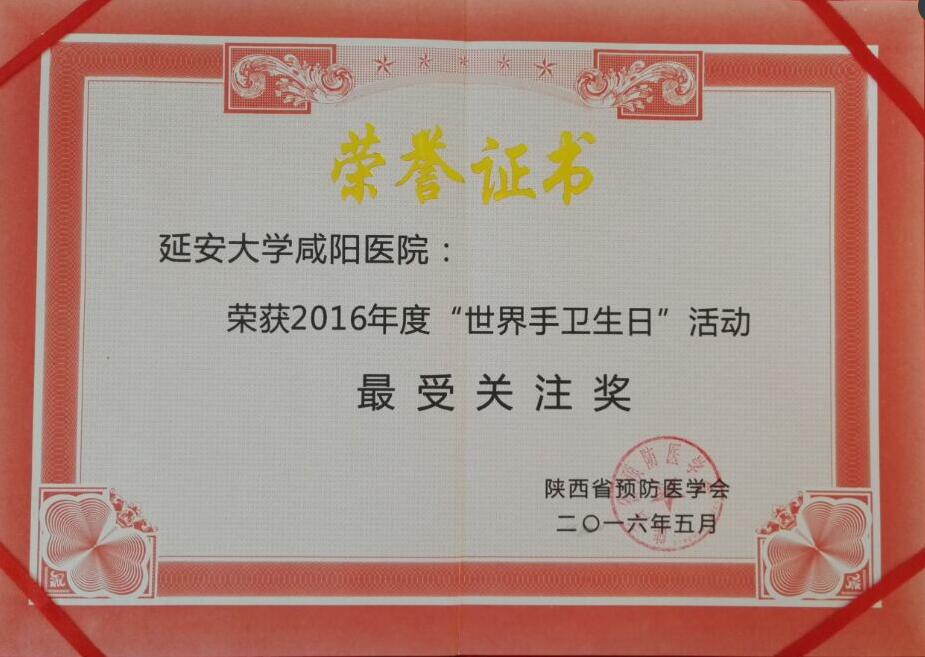 荣誉证书
延安大学咸阳医院：
荣获2016年度“世界手卫生日”活动
最受关注奖
陕西省预防医学会
二〇一六年五月